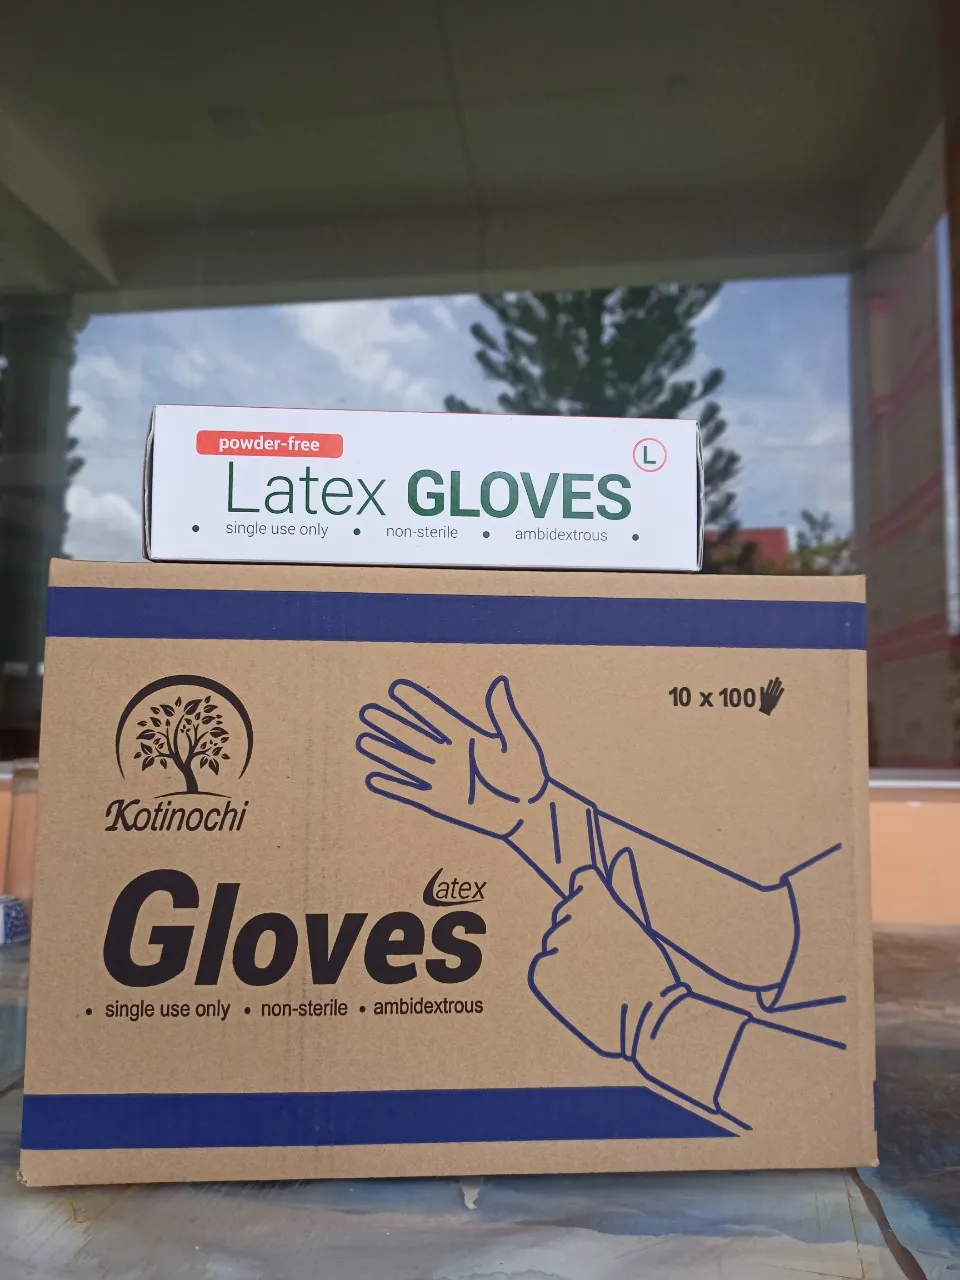 powder-free
L
Latex GLOVES
• single use only • non-sterile • ambidextrous •
10 x 100
Kotinochi
Latex
Gloves
• single use only • non-sterile • ambidextrous